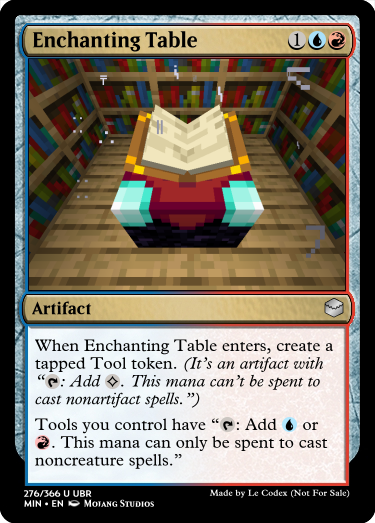 Enchanting Table 1
Artifact
When Enchanting Table enters, create a
tapped Tool token. (It's an artifact with
“: Add . This mana can't be spent to
cast nonartifact spells.”)
Tools you control have “: Add  or
. This mana can only be spent to cast
noncreature spells.”
276/366 U UBR
Made by Le Codex (Not For Sale)
MIN • EN Mojang Studios